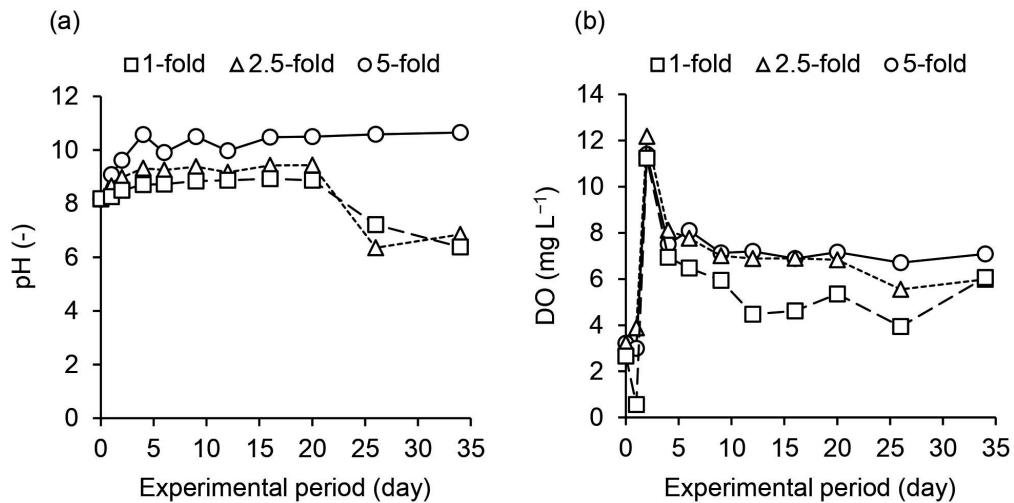 (a)
□1-fold △2.5-fold ○5-fold
12
10
8
6
4
2
0
pH (-)
0 5 10 15 20 25 30 35
Experimental period (day)
(b)
□1-fold △2.5-fold ○5-fold
14
12
10
8
6
4
2
0
DO (mg L⁻¹)
0 5 10 15 20 25 30 35
Experimental period (day)